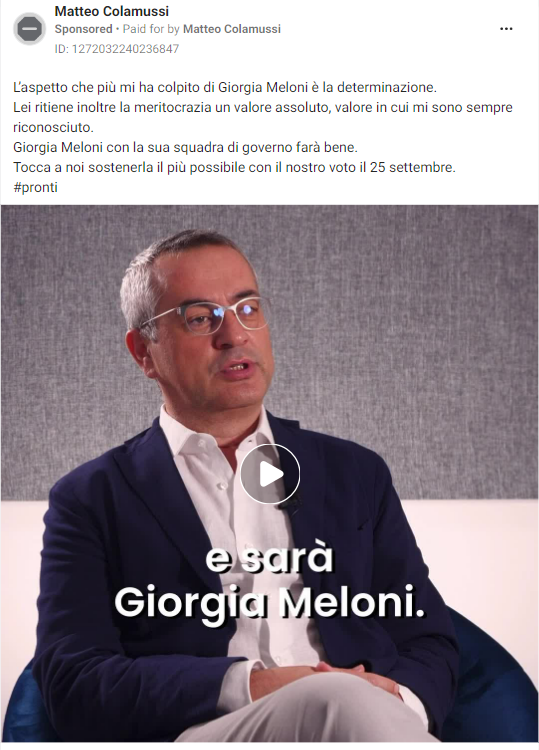 Matteo Colamussi
Sponsored • Paid for by Matteo Colamussi
ID: 1272032240236847
L'aspetto che più mi ha colpito di Giorgia Meloni è la determinazione.
Lei ritiene inoltre la meritocrazia un valore assoluto, valore in cui mi sono sempre
riconosciuto.
Giorgia Meloni con la sua squadra di governo farà bene.
Tocca a noi sostenerla il più possibile con il nostro voto il 25 settembre.
#pronti
e sarà
Giorgia Meloni.